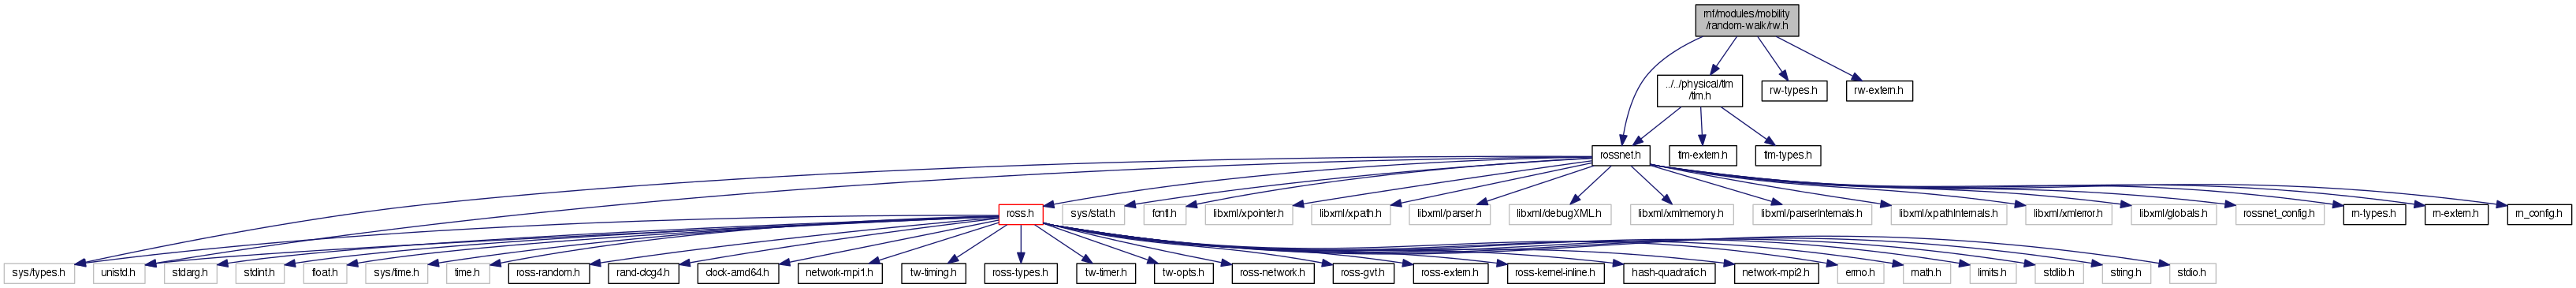 rnf/modules/mobility
/random-walk/rw.h
../../physical/tlm
/tlm.h
rw-types.h
rw-extern.h
rossnet.h
tlm-extern.h
tlm-types.h
ross.h
sys/stat.h
fcntl.h
libxml/xpointer.h
libxml/xpath.h
libxml/parser.h
libxml/debugXML.h
libxml/xmlmemory.h
libxml/parserInternals.h
libxml/xpathInternals.h
libxml/xmlerror.h
libxml/globals.h
rossnet_config.h
rn-types.h
rn-extern.h
rn_config.h
sys/types.h
unistd.h
stdarg.h
stdint.h
float.h
sys/time.h
time.h
ross-random.h
rand-clcg4.h
clock-amd64.h
network-mpi1.h
tw-timing.h
ross-types.h
tw-timer.h
tw-opts.h
ross-network.h
ross-gvt.h
ross-extern.h
ross-kernel-inline.h
hash-quadratic.h
network-mpi2.h
errno.h
math.h
limits.h
stdlib.h
string.h
stdio.h